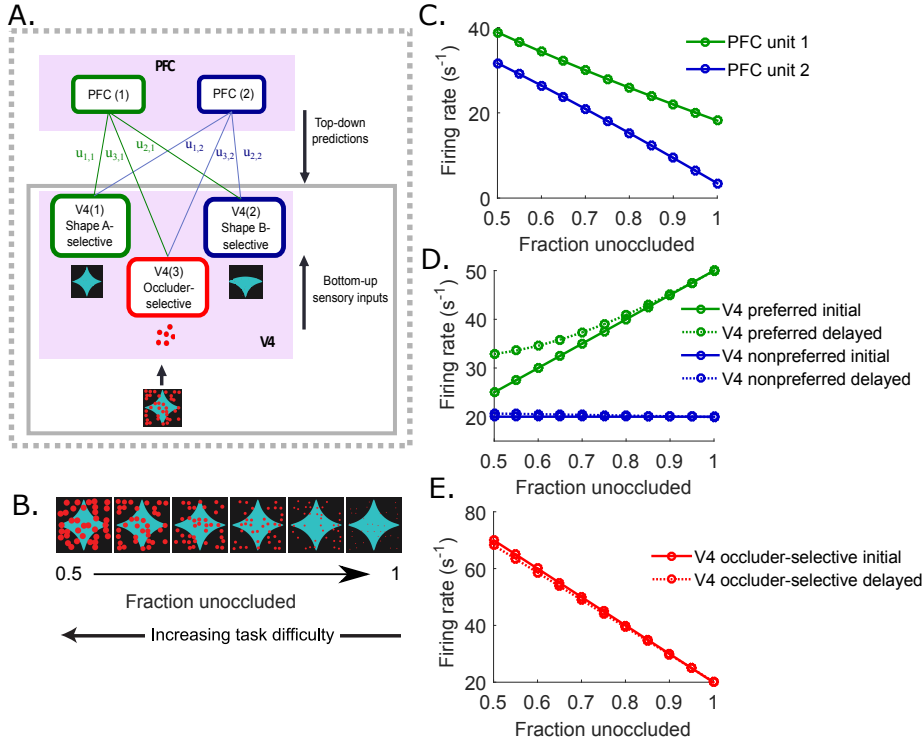 A.
PFC
PFC (1)
PFC (2)
u1,1
u3,1
u2,1
u1,2
u3,2
u2,2
Top-down
predictions
V4(1)
Shape A-
selective
V4(2)
Shape B-
selective
V4(3)
Occluder-
selective
V4
Bottom-up
sensory inputs
B.
0.5
1
Fraction unoccluded
Increasing task difficulty
C.
Firing rate (s⁻¹)
40
20
0
0.5 0.6 0.7 0.8 0.9 1
Fraction unoccluded
PFC unit 1
PFC unit 2
D.
Firing rate (s⁻¹)
50
40
30
20
0.5 0.6 0.7 0.8 0.9 1
Fraction unoccluded
V4 preferred initial
V4 preferred delayed
V4 nonpreferred initial
V4 nonpreferred delayed
E.
Firing rate (s⁻¹)
80
60
40
20
0.5 0.6 0.7 0.8 0.9 1
Fraction unoccluded
V4 occluder-selective initial
V4 occluder-selective delayed